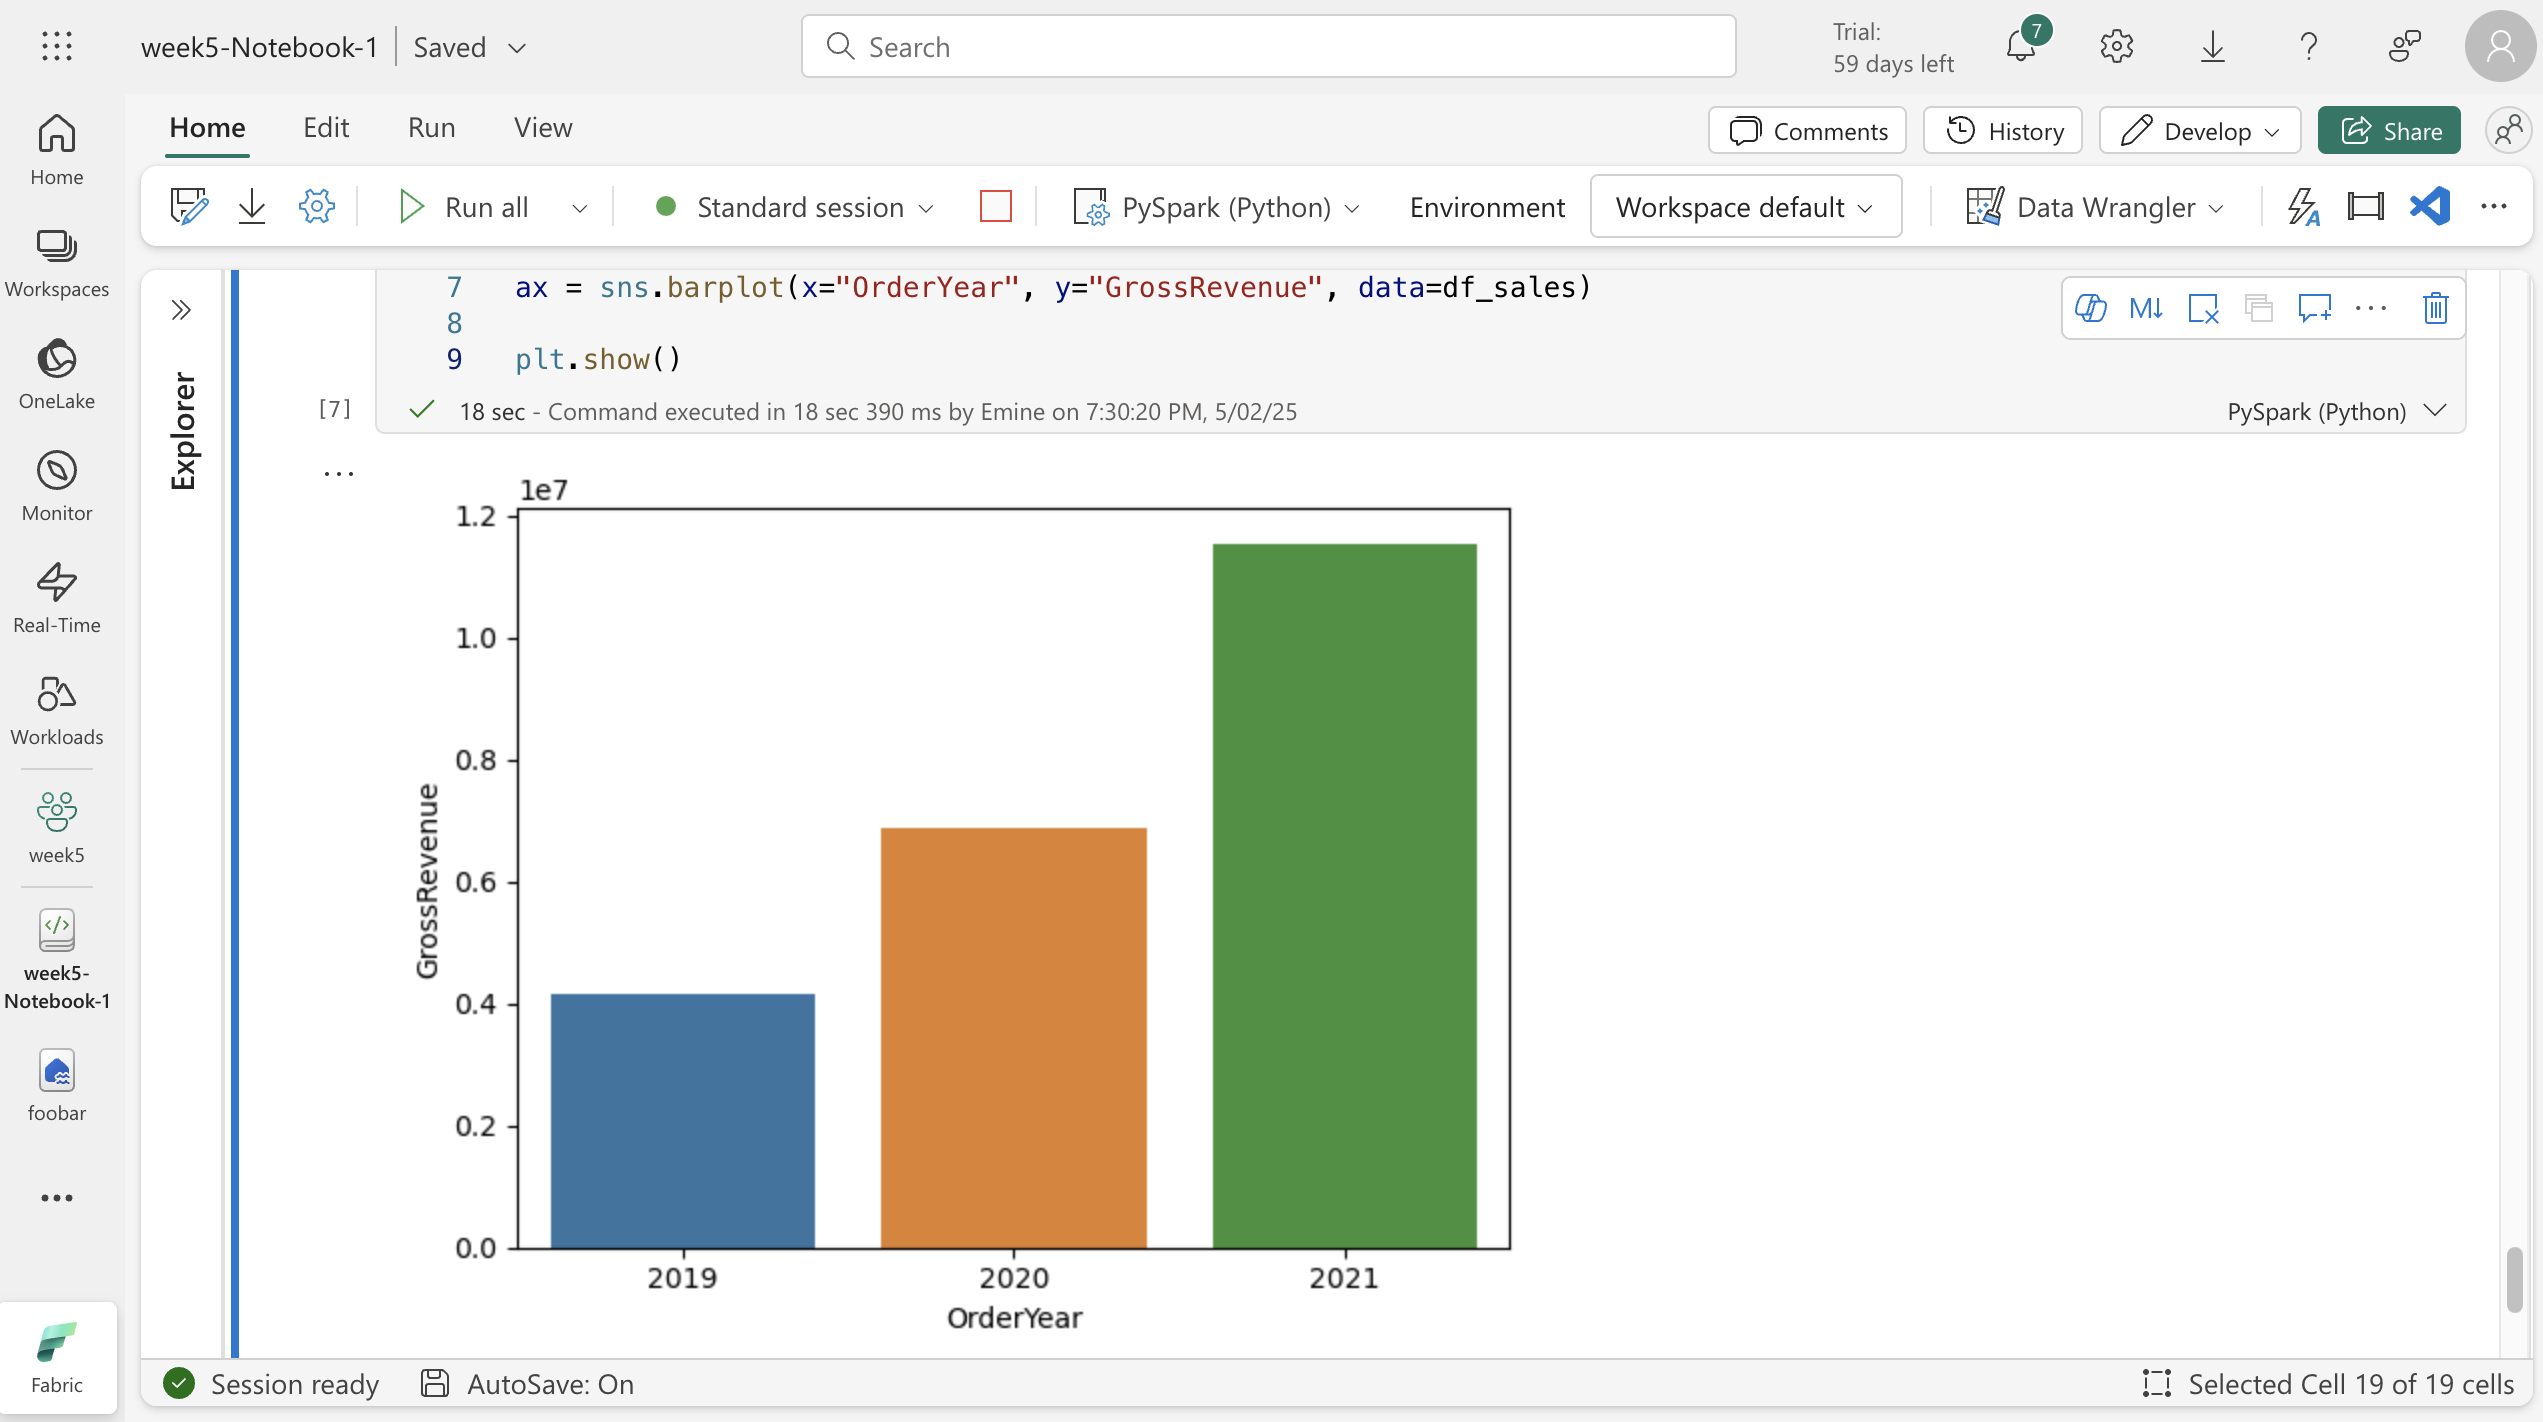 week5-Notebook-1 Saved
Search
Trial:
59 days left
7
Home Edit Run View
Comments History Develop Share
Run all Standard session PySpark (Python) Environment Workspace default Data Wrangler
Home
Workspaces
OneLake
Monitor
Real-Time
Workloads
week5
week5-
Notebook-1
foobar
Fabric
Explorer
7 ax = sns.barplot(x="OrderYear", y="GrossRevenue", data=df_sales)
8
9 plt.show()
[7] 18 sec - Command executed in 18 sec 390 ms by Emine on 7:30:20 PM, 5/02/25 PySpark (Python)
1e7
1.2
1.0
0.8
0.6
0.4
0.2
0.0
GrossRevenue
2019 2020 2021
OrderYear
Session ready AutoSave: On Selected Cell 19 of 19 cells